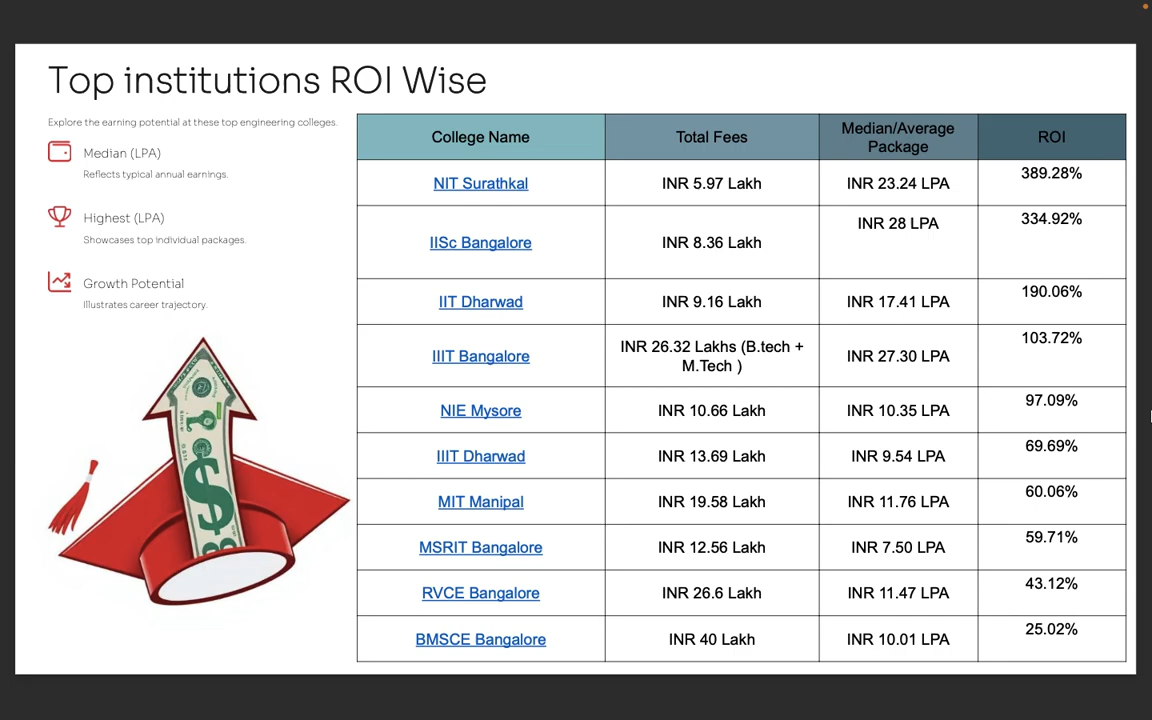 Top institutions ROI Wise
Explore the earning potential at these top engineering colleges.
Median (LPA)
Reflects typical annual earnings.
Highest (LPA)
Showcases top individual packages.
Growth Potential
Illustrates career trajectory.
College Name Total Fees Median/Average Package ROI
NIT Surathkal INR 5.97 Lakh INR 23.24 LPA 389.28%
IISc Bangalore INR 8.36 Lakh INR 28 LPA 334.92%
IIT Dharwad INR 9.16 Lakh INR 17.41 LPA 190.06%
IIIT Bangalore INR 26.32 Lakhs (B.tech + M.Tech ) INR 27.30 LPA 103.72%
NIE Mysore INR 10.66 Lakh INR 10.35 LPA 97.09%
IIIT Dharwad INR 13.69 Lakh INR 9.54 LPA 69.69%
MIT Manipal INR 19.58 Lakh INR 11.76 LPA 60.06%
MSRIT Bangalore INR 12.56 Lakh INR 7.50 LPA 59.71%
RVCE Bangalore INR 26.6 Lakh INR 11.47 LPA 43.12%
BMSCE Bangalore INR 40 Lakh INR 10.01 LPA 25.02%